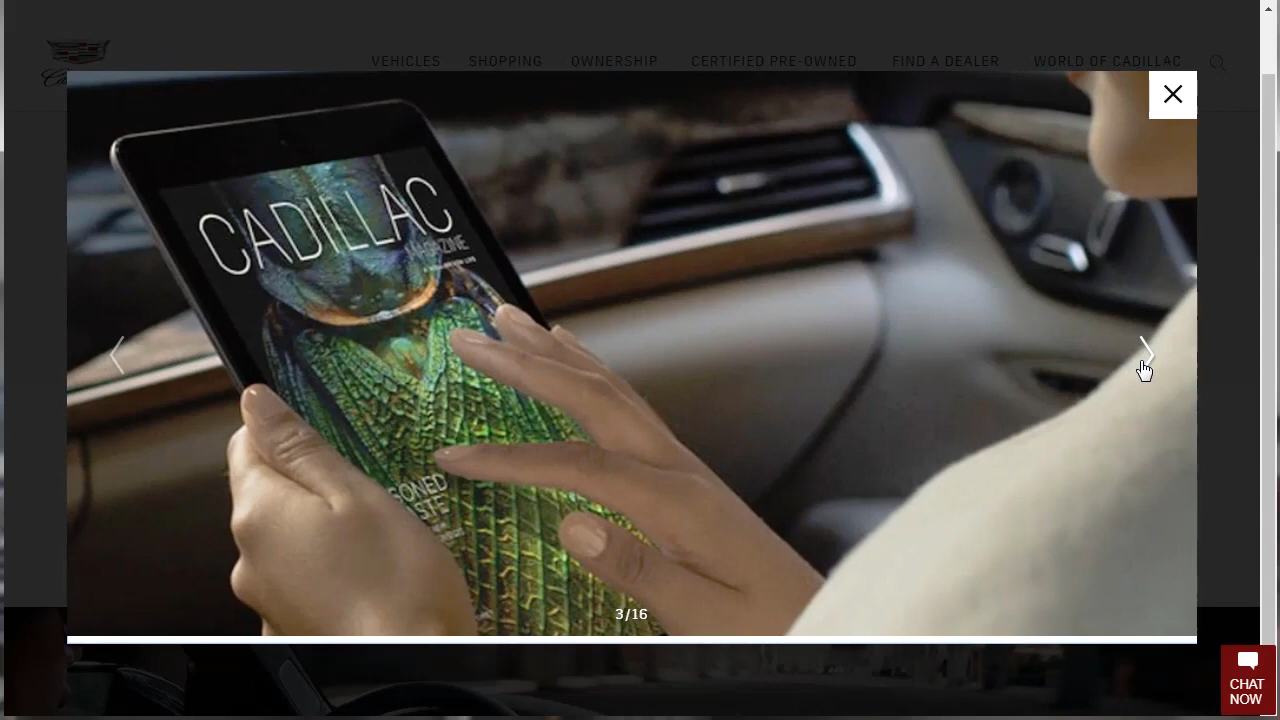 VEHICLES SHOPPING OWNERSHIP CERTIFIED PRE-OWNED FIND A DEALER WORLD OF CADILLAC
CADILLAC
MAGAZINE
3/16
CHAT
NOW